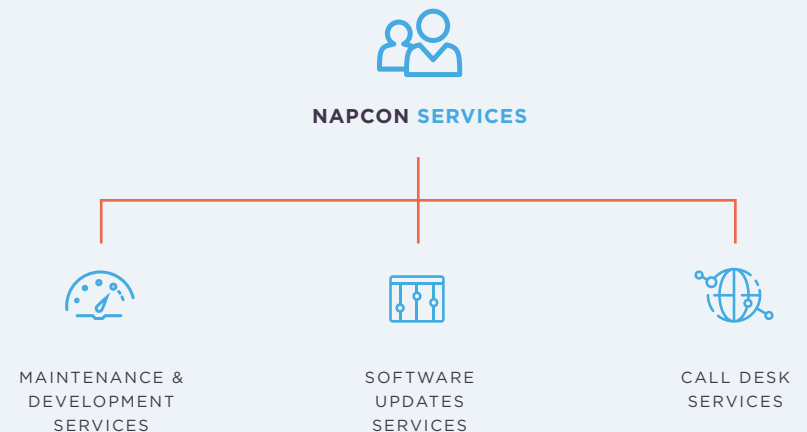 NAPCON SERVICES
MAINTENANCE &
DEVELOPMENT
SERVICES
SOFTWARE
UPDATES
SERVICES
CALL DESK
SERVICES